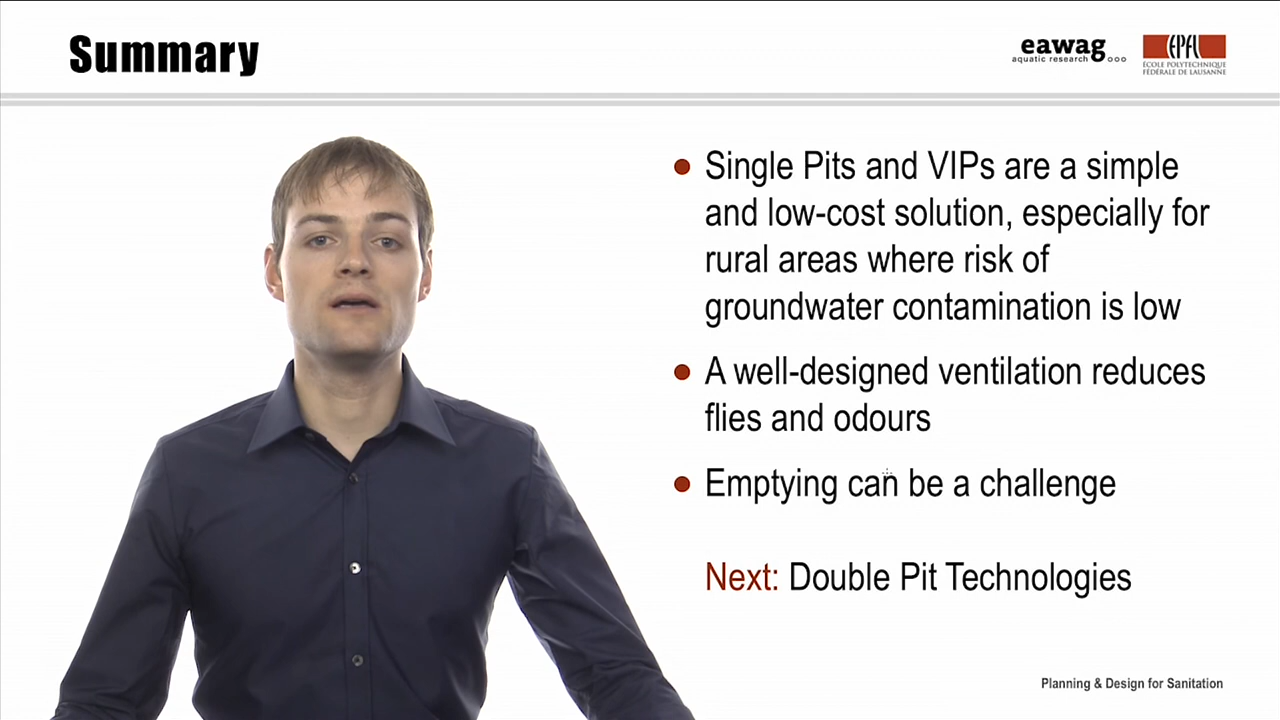 Summary
eawag
aquatic research
EPFL
ÉCOLE POLYTECHNIQUE
FÉDÉRALE DE LAUSANNE
• Single Pits and VIPs are a simple
and low-cost solution, especially for
rural areas where risk of
groundwater contamination is low
• A well-designed ventilation reduces
flies and odours
• Emptying can be a challenge
Next: Double Pit Technologies
Planning & Design for Sanitation